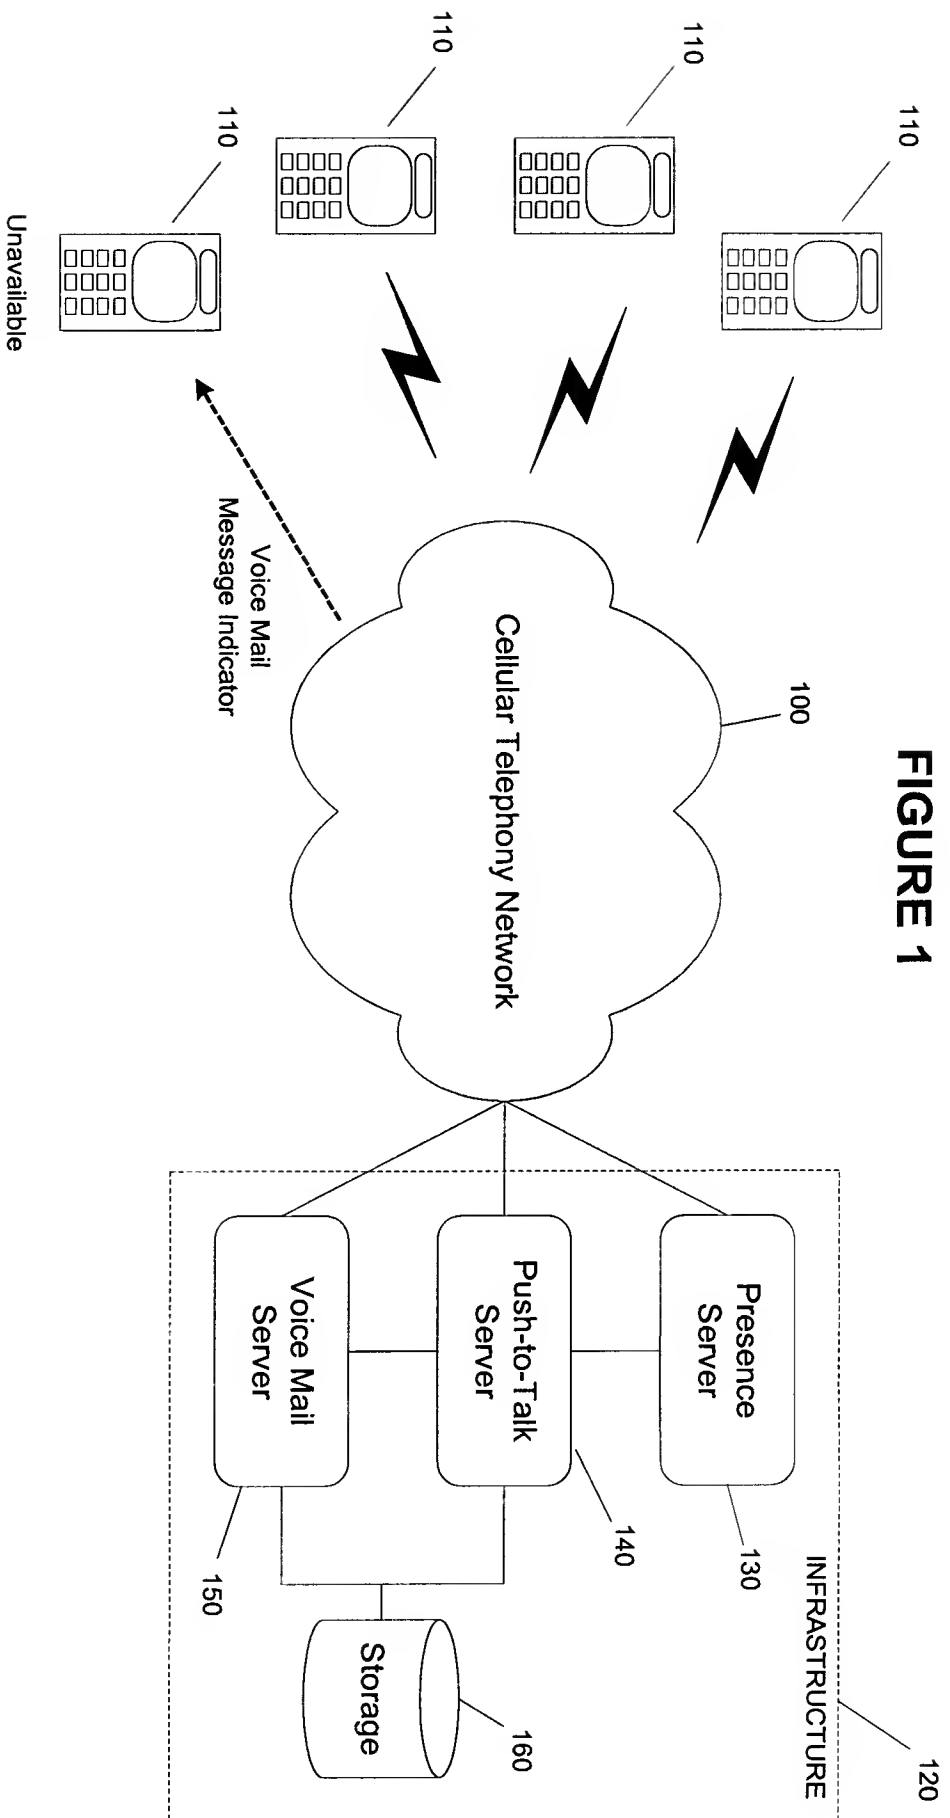 FIGURE 1
110
110
110
110
Unavailable
Voice Mail
Message Indicator
100
Cellular Telephony Network
INFRASTRUCTURE
120
Presence
Server
130
Push-to-Talk
Server
140
Voice Mail
Server
150
Storage
160